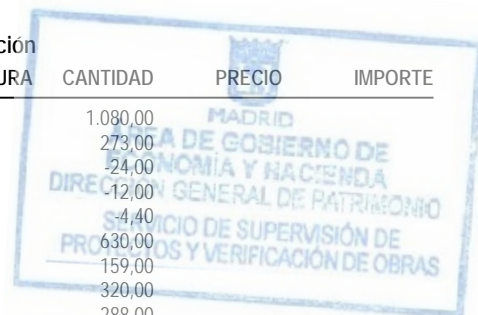 ción
URA CANTIDAD PRECIO IMPORTE
MADRID
ÁREA DE GOBIERNO DE
ECONOMÍA Y HACIENDA
DIRECCIÓN GENERAL DE PATRIMONIO
SERVICIO DE SUPERVISIÓN DE
PROYECTOS Y VERIFICACIÓN DE OBRAS
1.080,00
273,00
-24,00
-12,00
-4,40
630,00
159,00
320,00
288,00